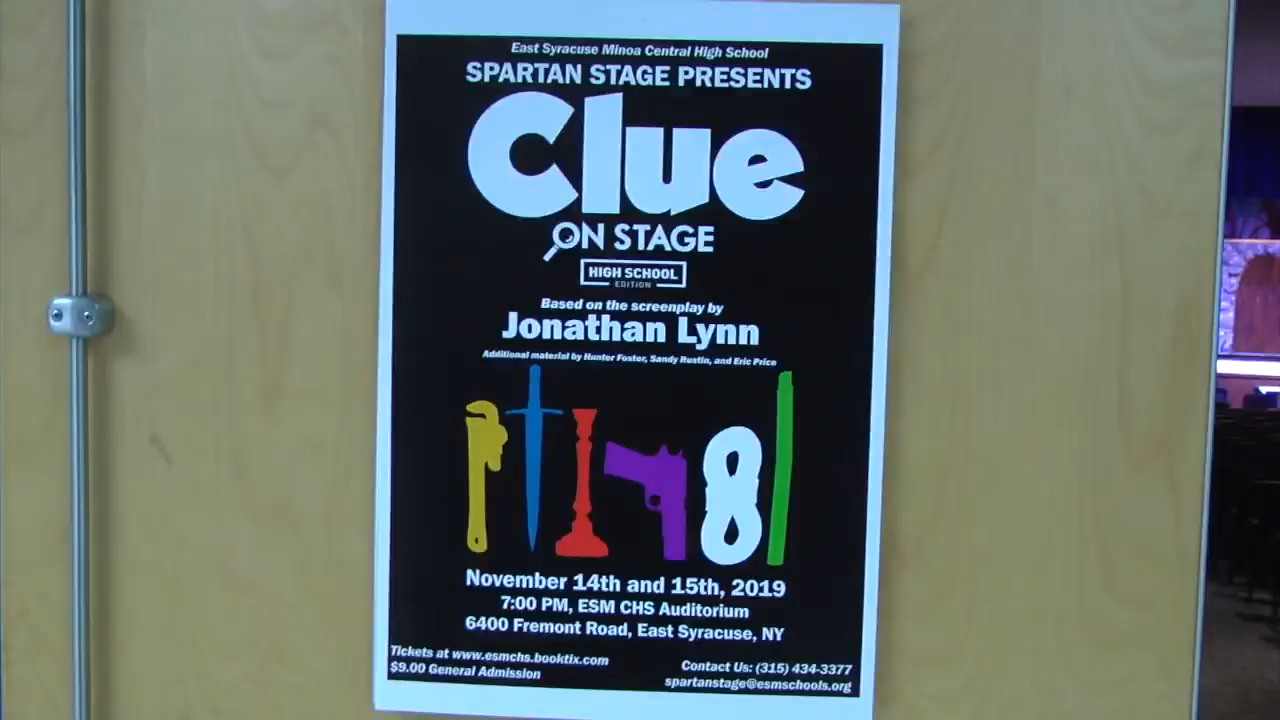 East Syracuse Minoa Central High School
SPARTAN STAGE PRESENTS
Clue
ON STAGE
HIGH SCHOOL
EDITION
Based on the screenplay by
Jonathan Lynn
Additional material by Hunter Foster, Sandy Rustin, and Eric Price
November 14th and 15th, 2019
7:00 PM, ESM CHS Auditorium
6400 Fremont Road, East Syracuse, NY
Tickets at www.esmchs.booktix.com
$9.00 General Admission
Contact Us: (315) 434-3377
spartanstage@esmschools.org